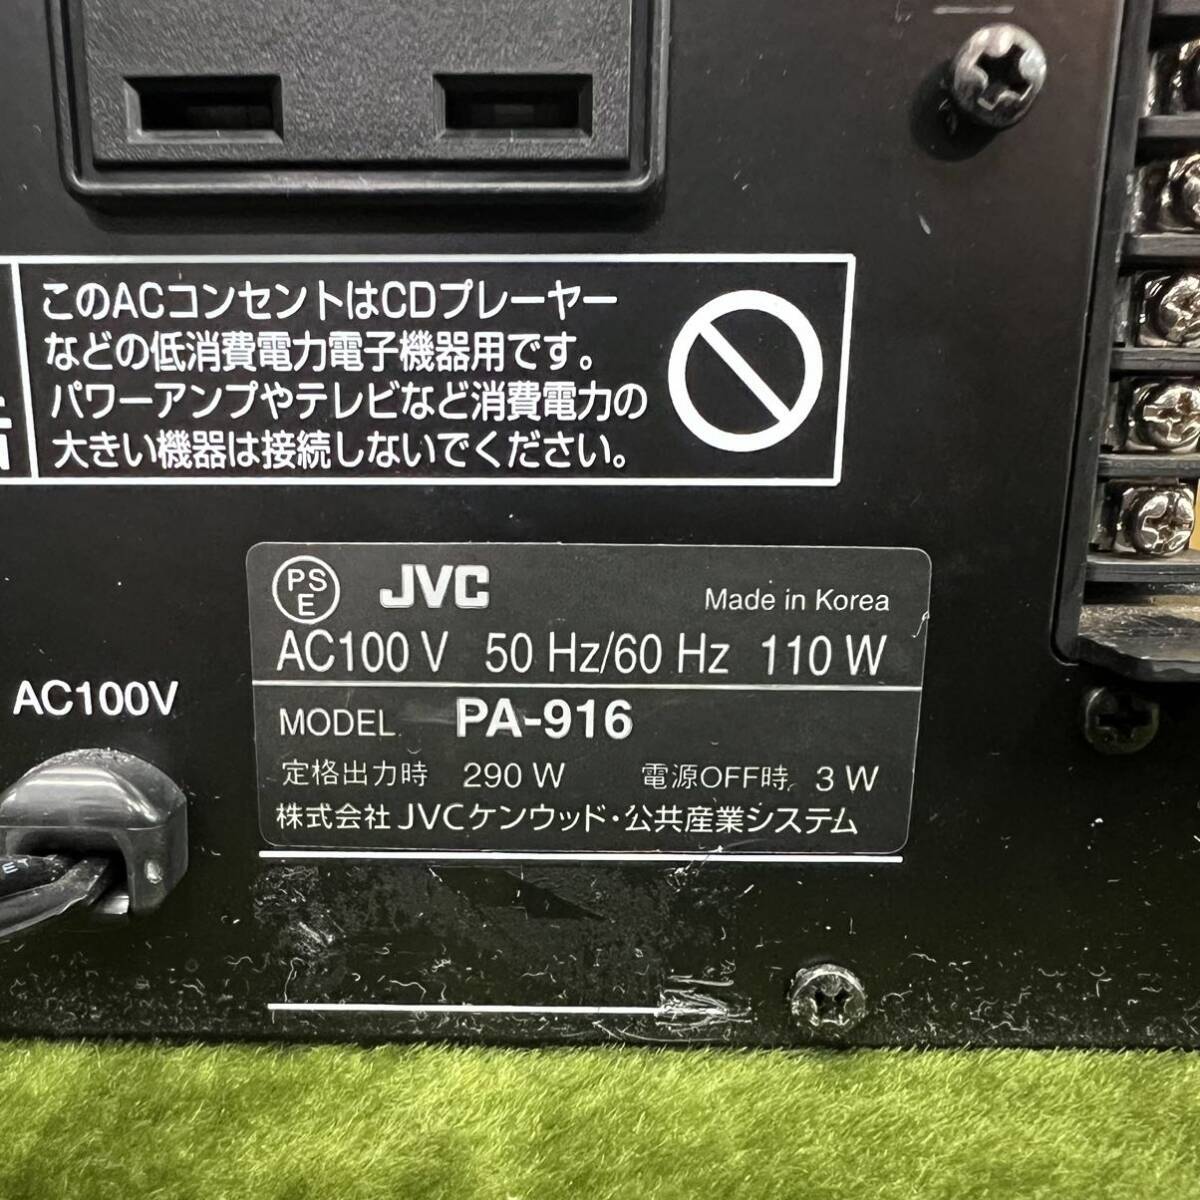 このACコンセントはCDプレーヤー
などの低消費電力電子機器用です。
パワーアンプやテレビなど消費電力の
大きい機器は接続しないでください。
PSE JVC Made in Korea
AC100 V 50 Hz/60 Hz 110 W
AC100V
MODEL PA-916
定格出力時 290 W 電源OFF時 3 W
株式会社 JVCケンウッド・公共産業システム